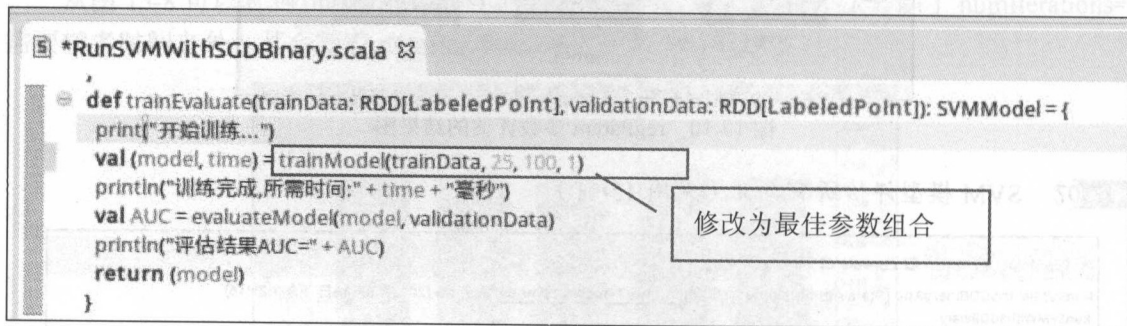 *RunSVMWithSGDBinary.scala
def trainEvaluate(trainData: RDD[LabeledPoint], validationData: RDD[LabeledPoint]): SVMModel = {
print("开始训练...")
val (model, time) = trainModel(trainData, 25, 100, 1)
println("训练完成,所需时间:" + time + "毫秒")
val AUC = evaluateModel(model, validationData)
修改为最佳参数组合
println("评估结果AUC=" + AUC)
return (model)
}